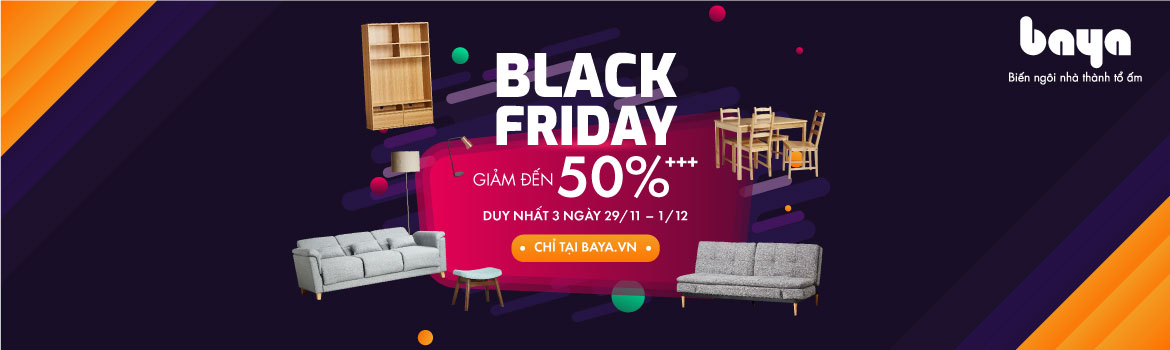 baya
Biến ngôi nhà thành tổ ấm
BLACK
FRIDAY
GIẢM ĐẾN 50%+++
DUY NHẤT 3 NGÀY 29/11 – 1/12
CHỈ TẠI BAYA.VN